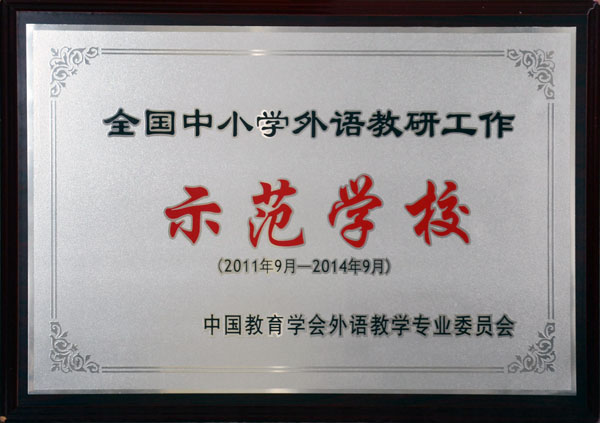 全国中小学外语教研工作
示范学校
(2011年9月—2014年9月)
中国教育学会外语教学专业委员会